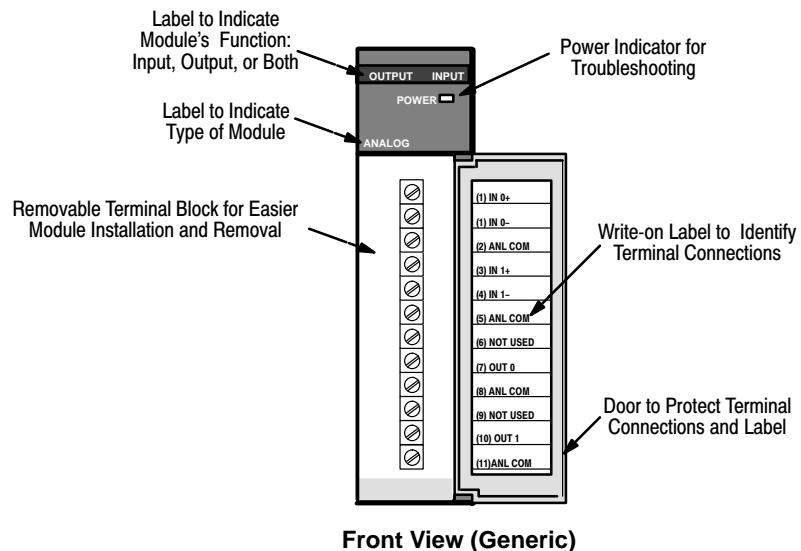 Label to Indicate
Module's Function:
Input, Output, or Both
Power Indicator for
Troubleshooting
OUTPUT INPUT
POWER
Label to Indicate
Type of Module
ANALOG
Removable Terminal Block for Easier
Module Installation and Removal
(1) IN 0+
(1) IN 0–
(2) ANL COM
(3) IN 1+
(4) IN 1–
(5) ANL COM
(6) NOT USED
(7) OUT 0
(8) ANL COM
(9) NOT USED
(10) OUT 1
(11)ANL COM
Write-on Label to Identify
Terminal Connections
Door to Protect Terminal
Connections and Label
Front View (Generic)